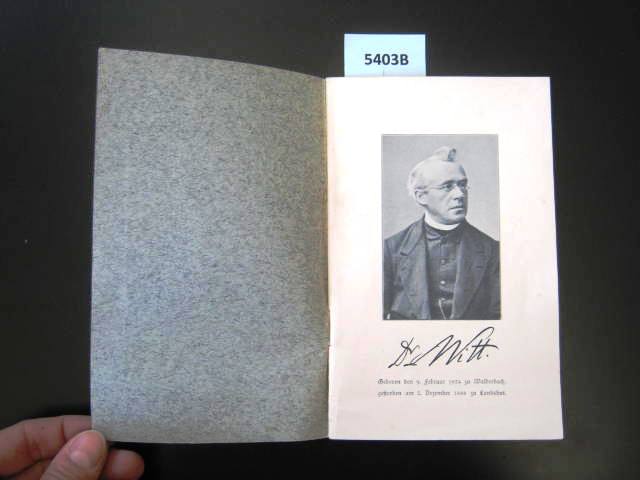 5403B
Dr. Witt.
Geboren den 9. Februar 1834 zu Walderbach,
gestorben am 2. Dezember 1888 zu Landshut.